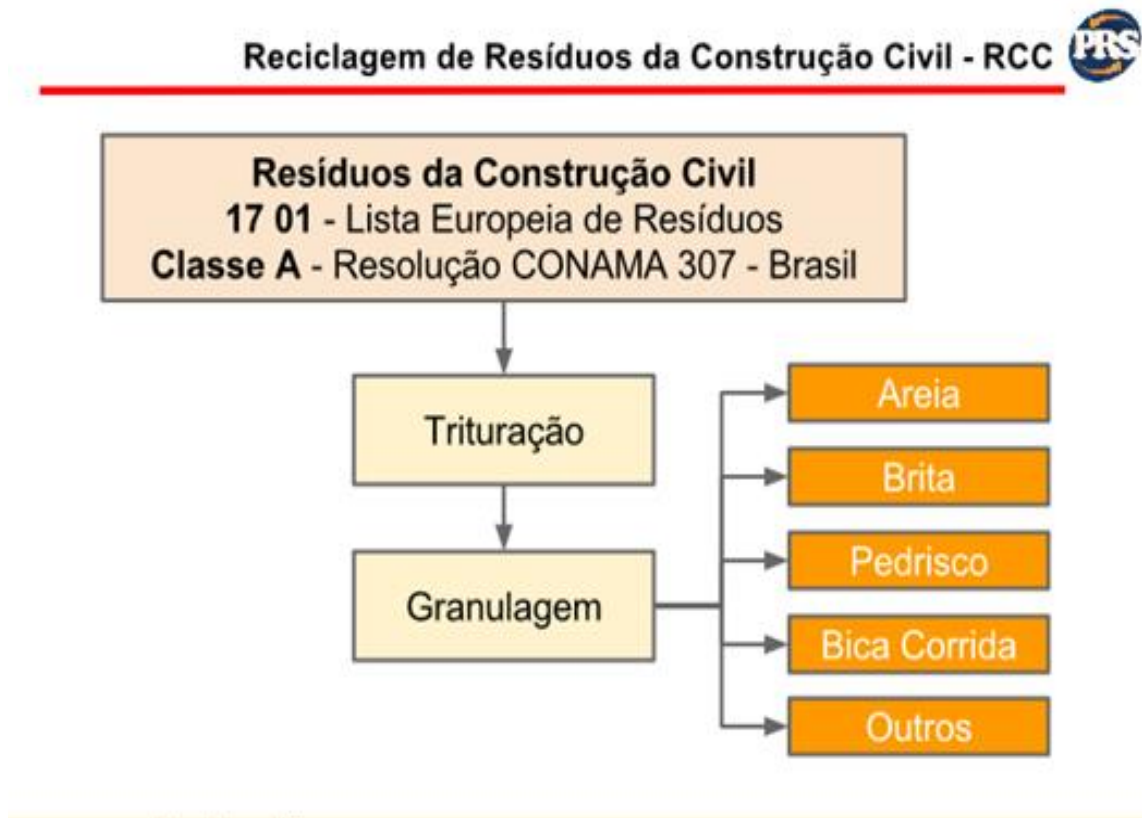 Reciclagem de Resíduos da Construção Civil - RCC
PRS
Resíduos da Construção Civil
17 01 - Lista Europeia de Resíduos
Classe A - Resolução CONAMA 307 - Brasil
Trituração
Granulagem
Areia
Brita
Pedrisco
Bica Corrida
Outros